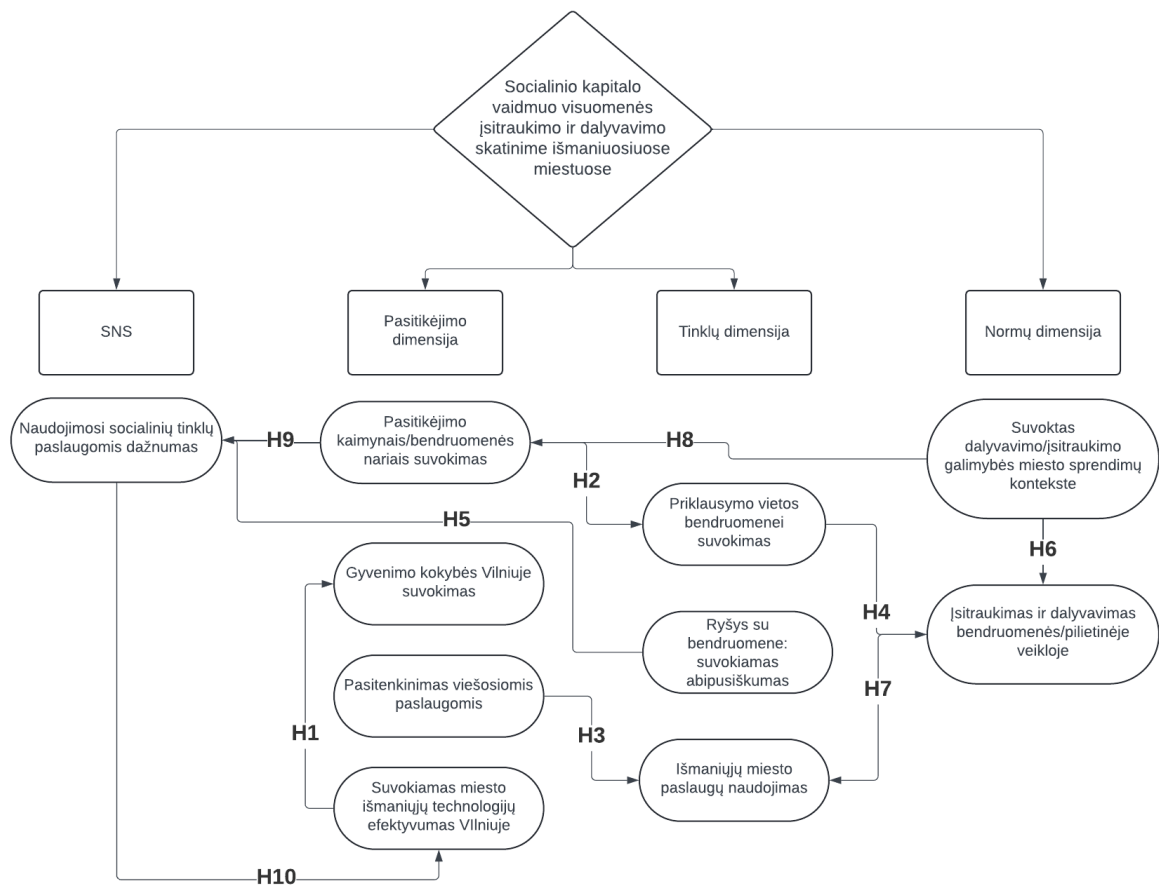 Socialinio kapitalo
vaidmuo visuomenės
įsitraukimo ir dalyvavimo
skatinime išmaniuosiuose
miestuose
SNS
Pasitikėjimo
dimensija
Tinklų dimensija
Normų dimensija
Naudojimosi socialinių tinklų
paslaugomis dažnumas
H9
Pasitikėjimo
kaimynais/bendruomenės
nariais suvokimas
H8
Suvoktas
dalyvavimo/įsitraukimo
galimybės miesto sprendimų
kontekste
H2
Priklausymo vietos
bendruomenei
suvokimas
H5
H6
Gyvenimo kokybės Vilniuje
suvokimas
H4
Įsitraukimas ir dalyvavimas
bendruomenės/pilietinėje
veikloje
Ryšys su
bendruomene:
suvokiamas
abipusiškumas
Pasitenkinimas viešosiomis
paslaugomis
H7
H1
H3
Išmaniųjų miesto
paslaugų naudojimas
Suvokiamas miesto
išmaniųjų technologijų
efektyvumas VIlniuje
H10